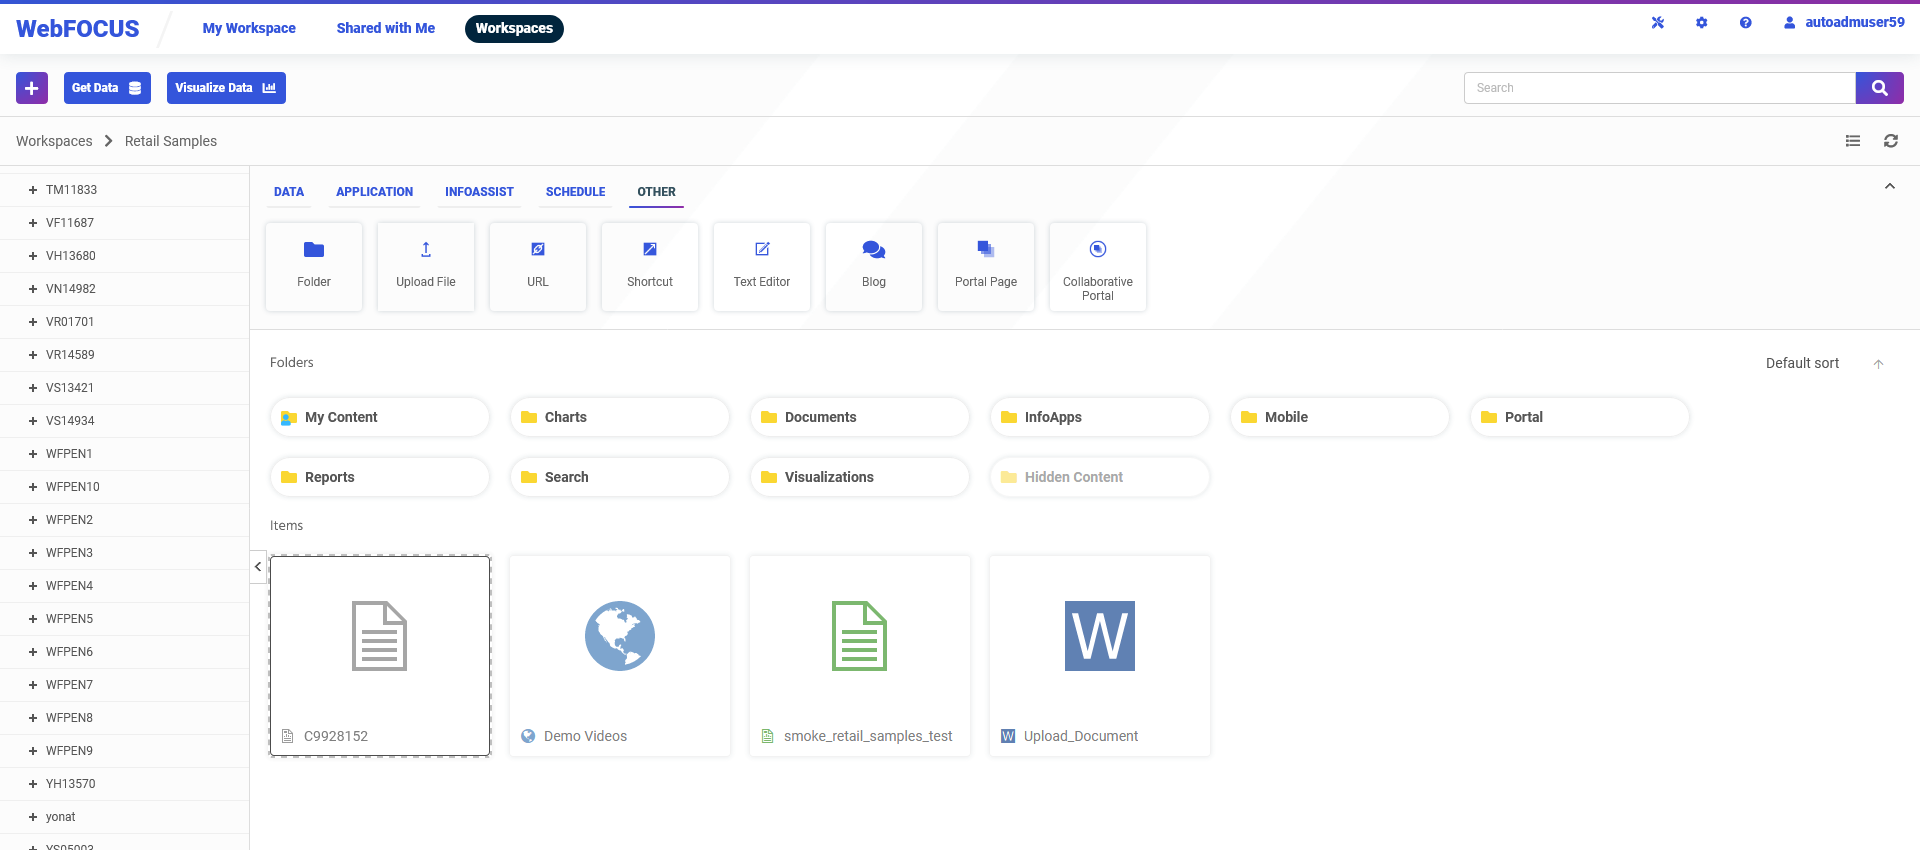 WebFOCUS
My Workspace
Shared with Me
Workspaces
autoadmuser59
Get Data
Visualize Data
Search
Workspaces
Retail Samples
TM11833
VF11687
VH13680
VN14982
VR01701
VR14589
VS13421
VS14934
WFPEN1
WFPEN10
WFPEN2
WFPEN3
WFPEN4
WFPEN5
WFPEN6
WFPEN7
WFPEN8
WFPEN9
YH13570
yonat
DATA
APPLICATION
INFOASSIST
SCHEDULE
OTHER
Folder
Upload File
URL
Shortcut
Text Editor
Blog
Portal Page
Collaborative
Portal
Folders
Default sort
My Content
Charts
Documents
InfoApps
Mobile
Portal
Reports
Search
Visualizations
Hidden Content
Items
W
C9928152
Demo Videos
smoke_retail_samples_test
W
Upload_Document